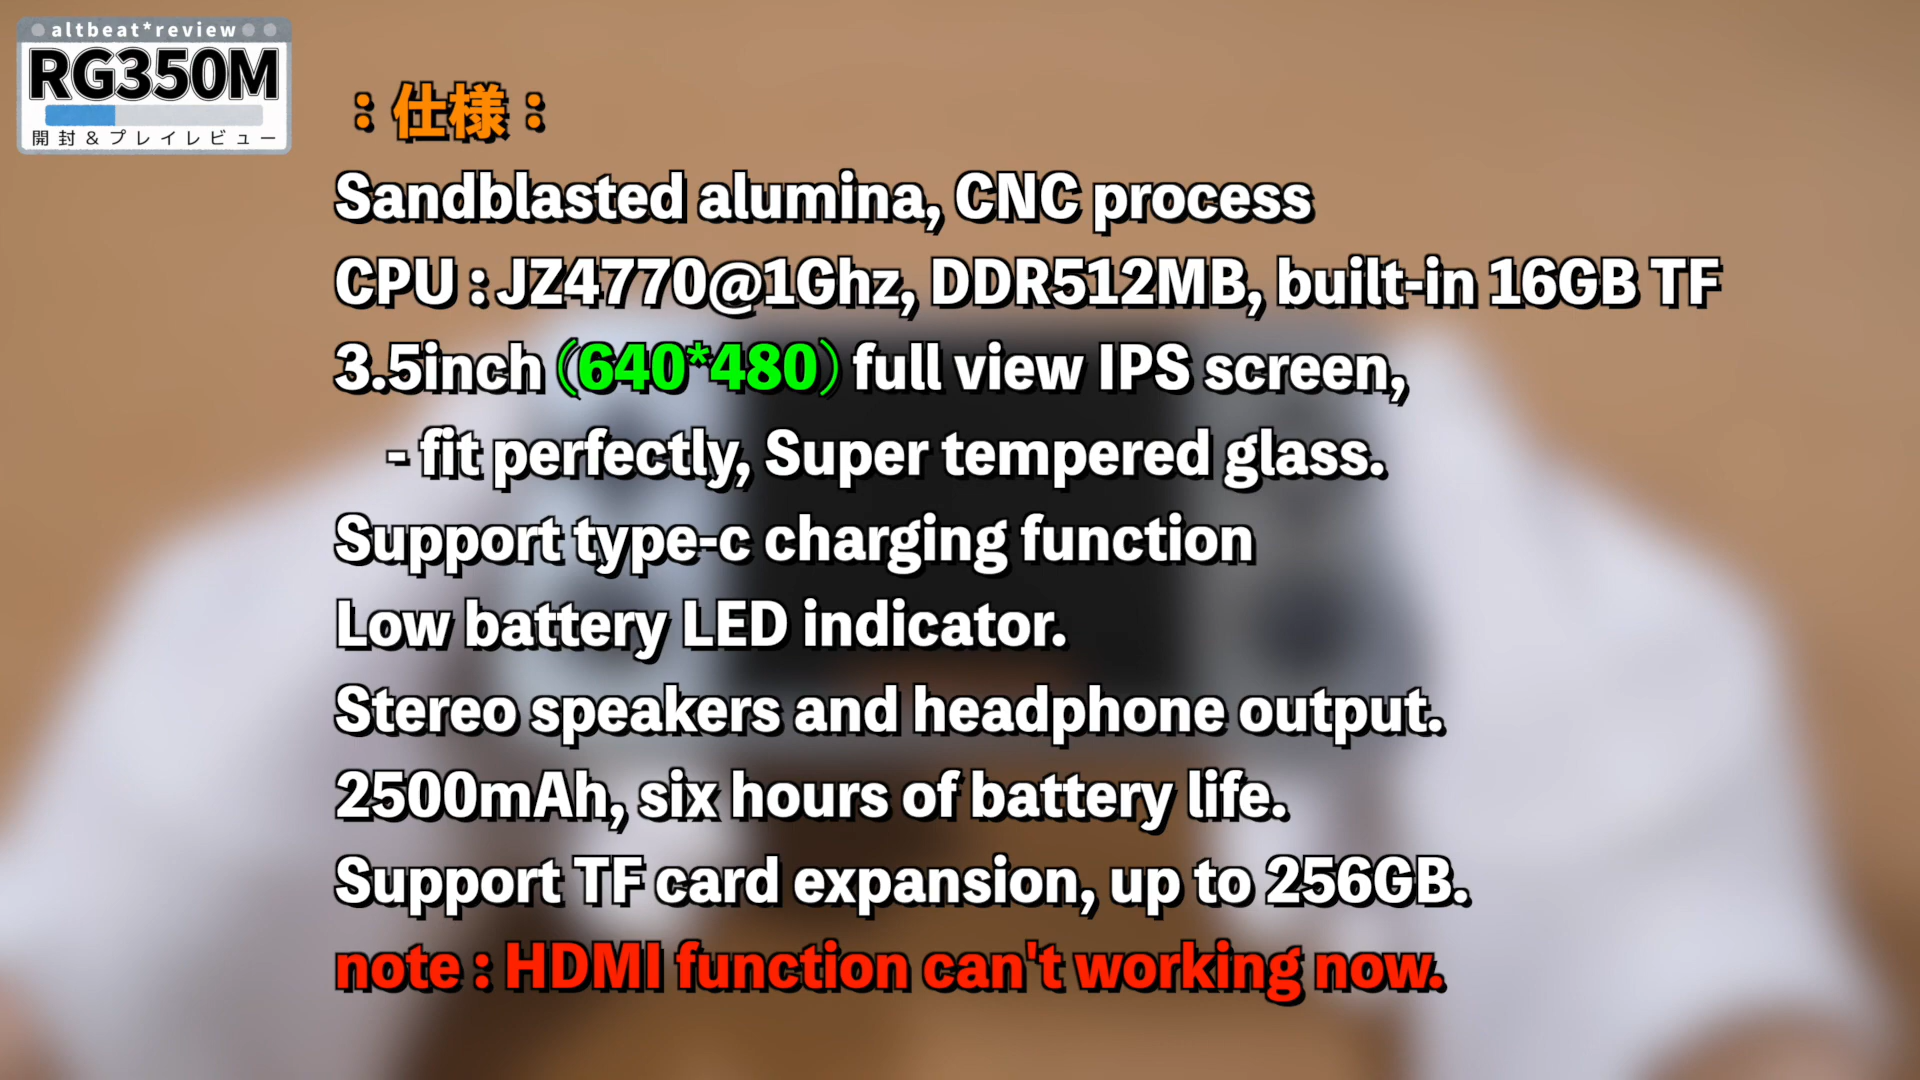 altbeat*review
RG350M
開封&プレイレビュー
：仕様：
Sandblasted alumina, CNC process
CPU : JZ4770@1Ghz, DDR512MB, built-in 16GB TF
3.5inch（640*480）full view IPS screen,
- fit perfectly, Super tempered glass.
Support type-c charging function
Low battery LED indicator.
Stereo speakers and headphone output.
2500mAh, six hours of battery life.
Support TF card expansion, up to 256GB.
note : HDMI function can't working now.